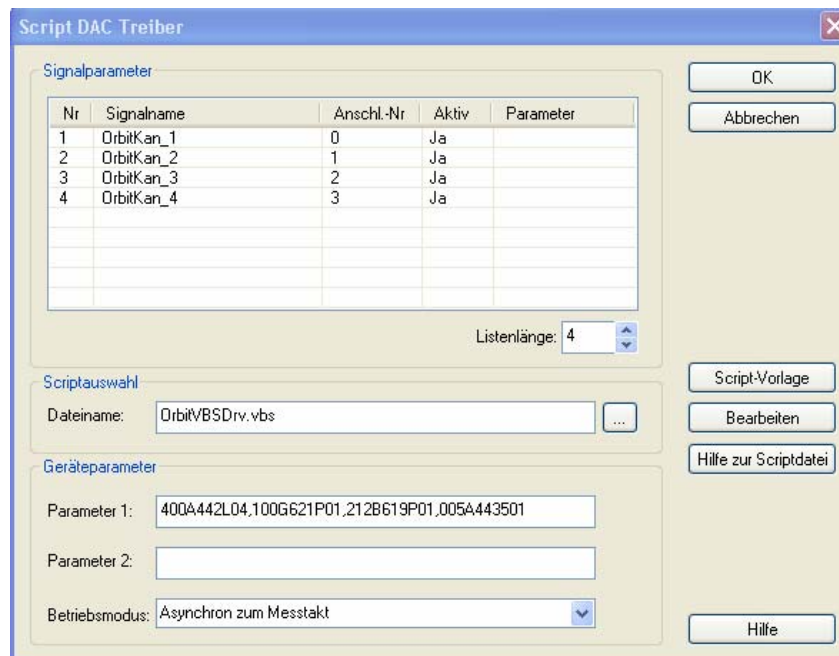 Script DAC Treiber
Signalparameter
Nr Signalname Anschl.-Nr Aktiv Parameter
1 OrbitKan_1 0 Ja
2 OrbitKan_2 1 Ja
3 OrbitKan_3 2 Ja
4 OrbitKan_4 3 Ja
Listenlänge: 4
Scriptauswahl
Dateiname: OrbitVBSDrv.vbs ...
Geräteparameter
Parameter 1: 400A442L04,100G621P01,212B619P01,005A443501
Parameter 2:
Betriebsmodus: Asynchron zum Messtakt
OK
Abbrechen
Script-Vorlage
Bearbeiten
Hilfe zur Scriptdatei
Hilfe